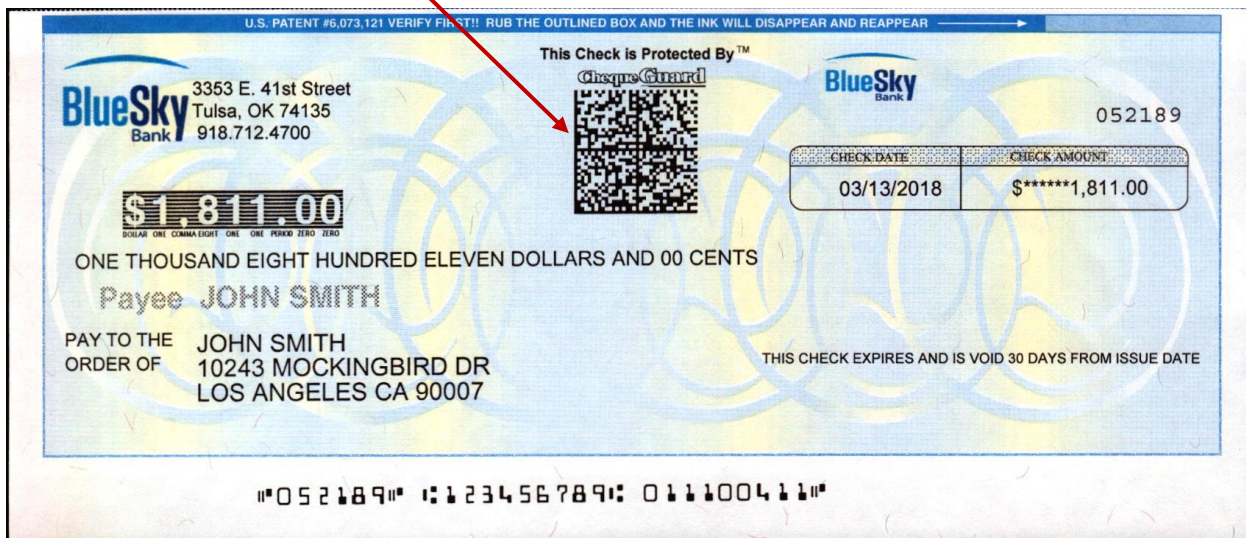 U.S. PATENT #6,073,121 VERIFY FIRST!! RUB THE OUTLINED BOX AND THE INK WILL DISAPPEAR AND REAPPEAR
This Check is Protected By™
ChequeGuard
BlueSky
Bank
3353 E. 41st Street
Tulsa, OK 74135
918.712.4700
BlueSky
Bank
052189
CHECK DATE CHECK AMOUNT
03/13/2018 $******1,811.00
$1,811.00
DOLLAR ONE COMMA EIGHT ONE ONE PERIOD ZERO ZERO
ONE THOUSAND EIGHT HUNDRED ELEVEN DOLLARS AND 00 CENTS
Payee JOHN SMITH
PAY TO THE
ORDER OF
JOHN SMITH
10243 MOCKINGBIRD DR
LOS ANGELES CA 90007
THIS CHECK EXPIRES AND IS VOID 30 DAYS FROM ISSUE DATE
⑈052189⑈ ⑆123456789⑆ 011100411⑈